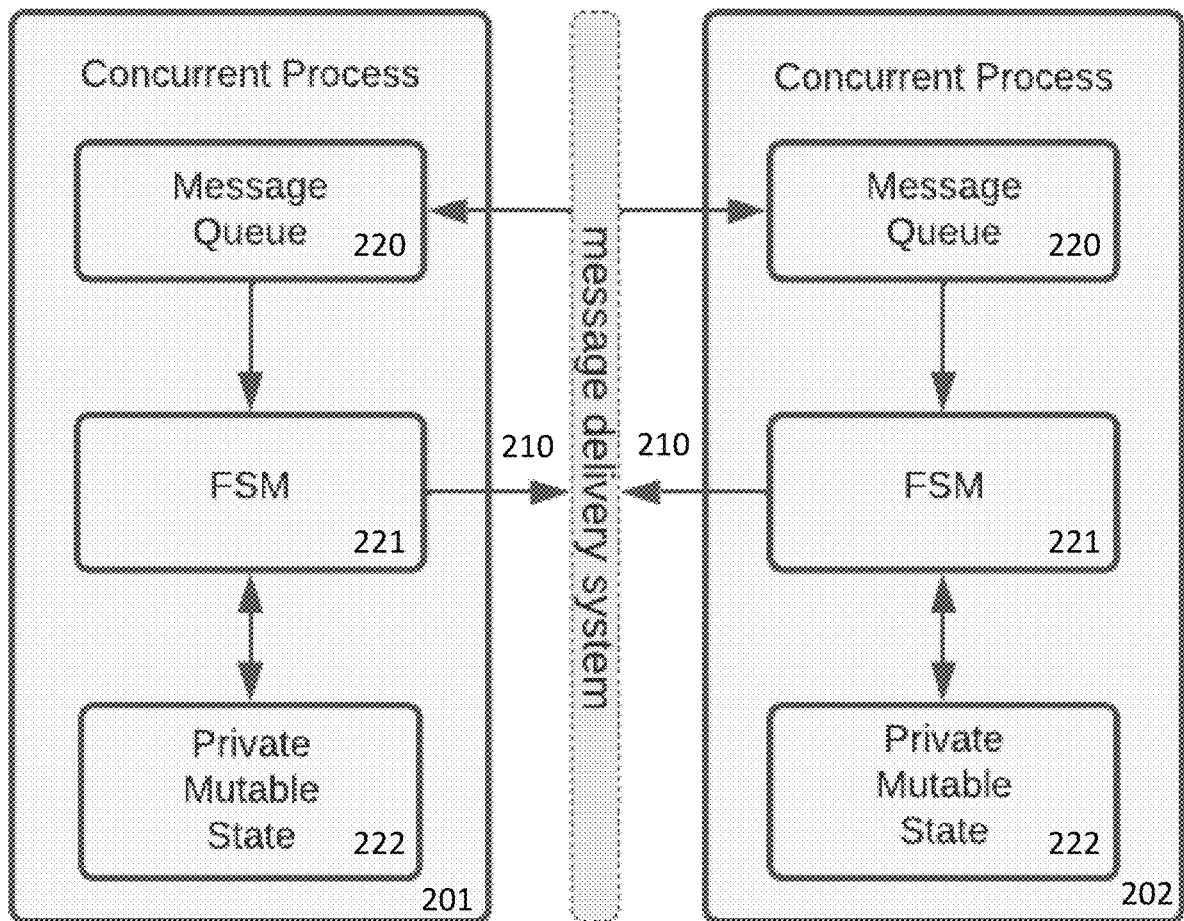 Concurrent Process
Message
Queue
220
FSM
221
Private
Mutable
State
222
201
210
message delivery system
210
Concurrent Process
Message
Queue
220
FSM
221
Private
Mutable
State
222
202